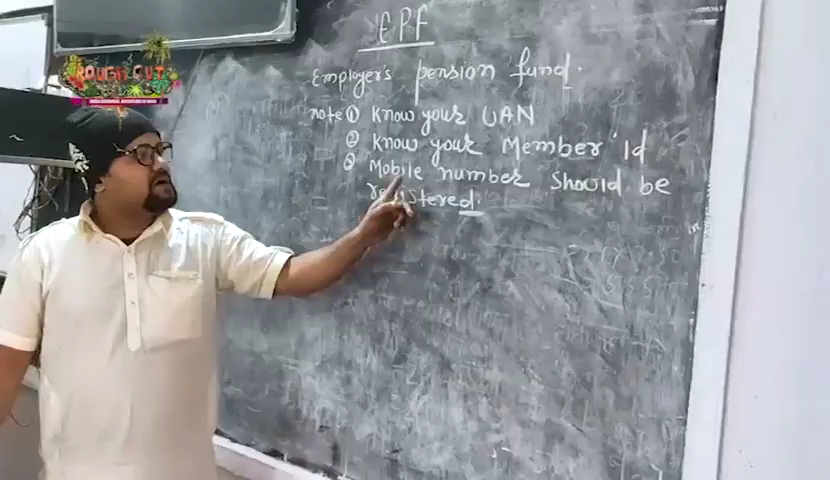 ROUGH CUT
EPF
Employer's pension fund.
note ① Know your UAN
② Know your Member Id
③ Mobile number Should be
registered.